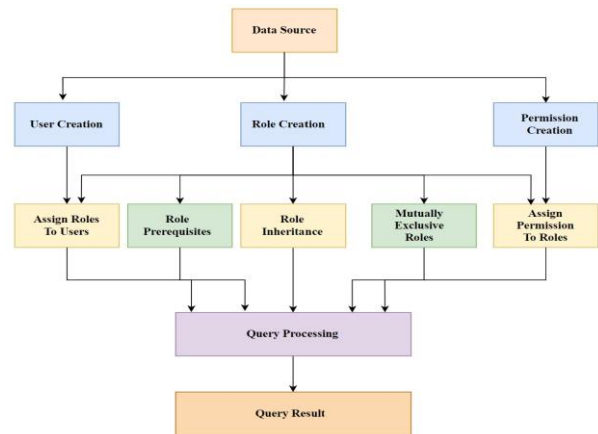 Data Source
User Creation
Role Creation
Permission
Creation
Assign Roles
To Users
Role
Prerequisites
Role
Inheritance
Mutually
Exclusive
Roles
Assign
Permission
To Roles
Query Processing
Query Result